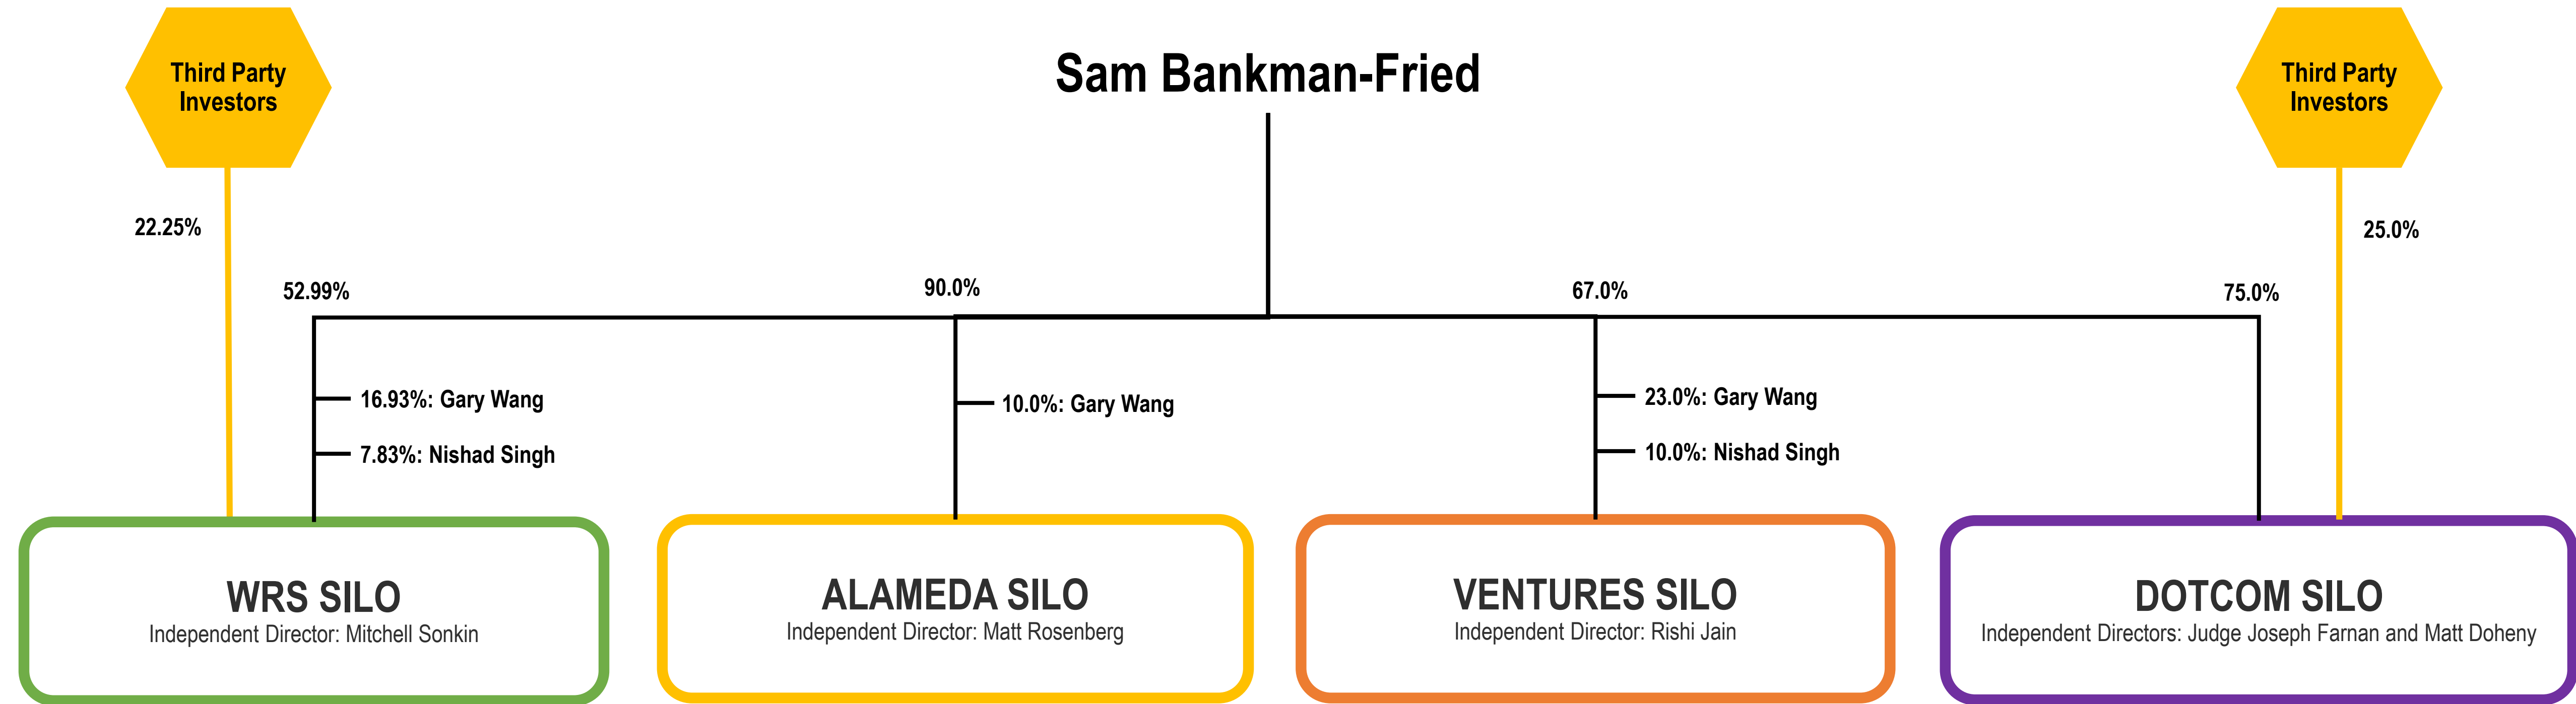 Third Party
Investors
Sam Bankman-Fried
Third Party
Investors
22.25%
25.0%
52.99%
90.0%
67.0%
75.0%
16.93%: Gary Wang
7.83%: Nishad Singh
10.0%: Gary Wang
23.0%: Gary Wang
10.0%: Nishad Singh
WRS SILO
Independent Director: Mitchell Sonkin
ALAMEDA SILO
Independent Director: Matt Rosenberg
VENTURES SILO
Independent Director: Rishi Jain
DOTCOM SILO
Independent Directors: Judge Joseph Farnan and Matt Doheny